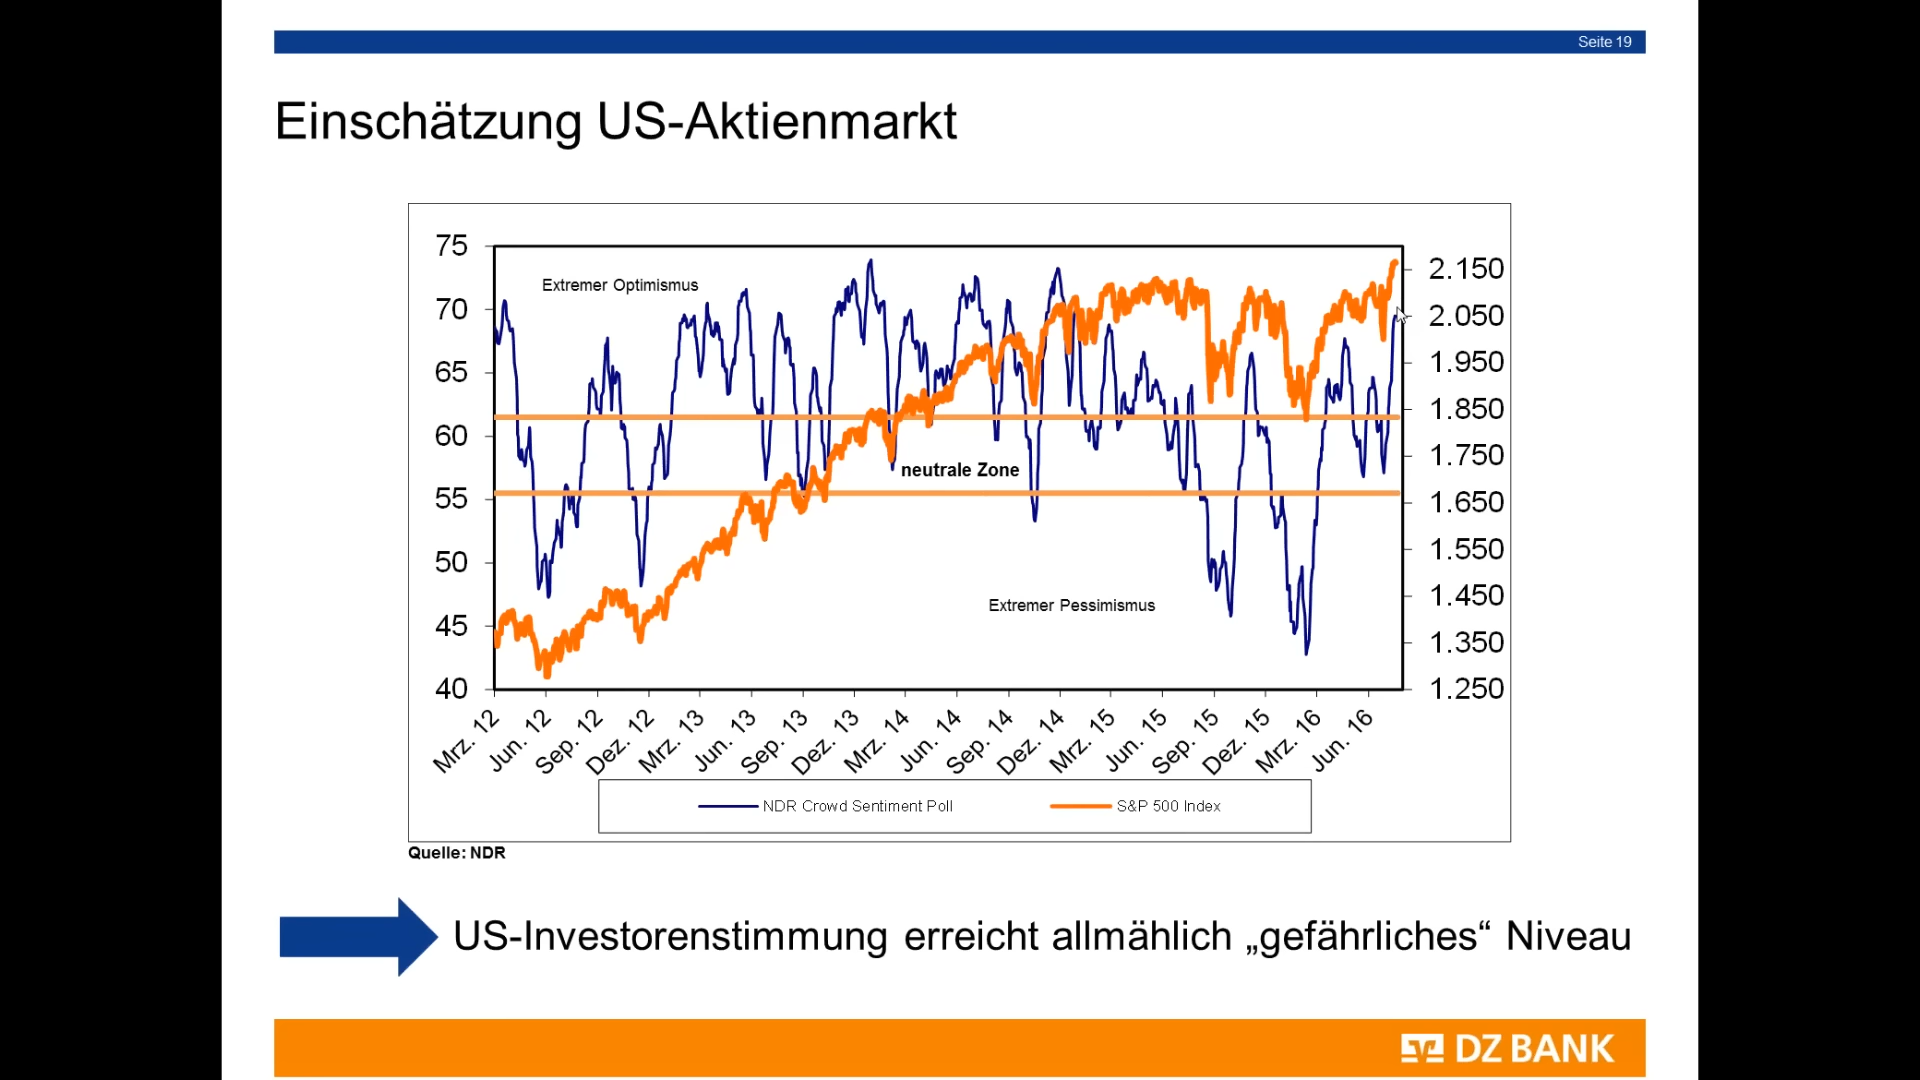 Seite 19
Einschätzung US-Aktienmarkt
75
70
65
60
55
50
45
40
2.150
2.050
1.950
1.850
1.750
1.650
1.550
1.450
1.350
1.250
Extremer Optimismus
neutrale Zone
Extremer Pessimismus
Mrz. 12
Jun. 12
Sep. 12
Dez. 12
Mrz. 13
Jun. 13
Sep. 13
Dez. 13
Mrz. 14
Jun. 14
Sep. 14
Dez. 14
Mrz. 15
Jun. 15
Sep. 15
Dez. 15
Mrz. 16
Jun. 16
NDR Crowd Sentiment Poll
S&P 500 Index
Quelle: NDR
US-Investorenstimmung erreicht allmählich „gefährliches“ Niveau
DZ BANK